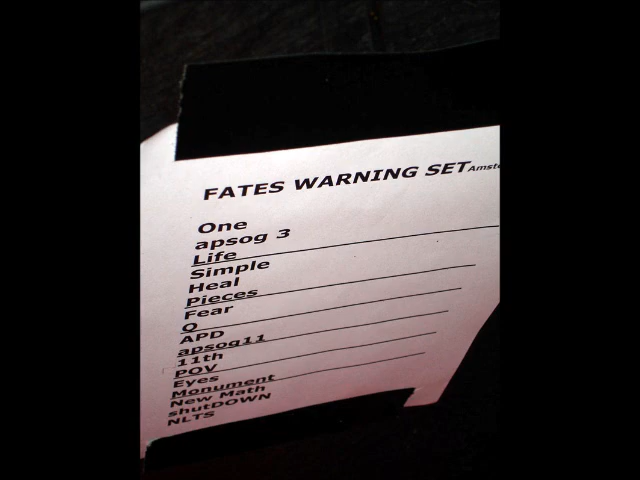 FATES WARNING SET Amste
One
apsog 3
Life
Simple
Heal
Pieces
Fear
O
APD
apsog11
11th
POV
Eyes
Monument
New Math
shutDOWN
NLTS